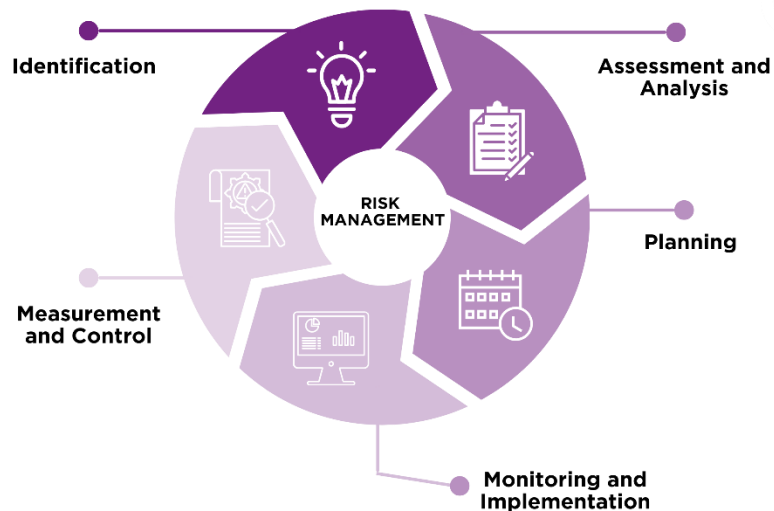 Identification
Assessment and
Analysis
RISK
MANAGEMENT
Planning
Measurement
and Control
Monitoring and
Implementation